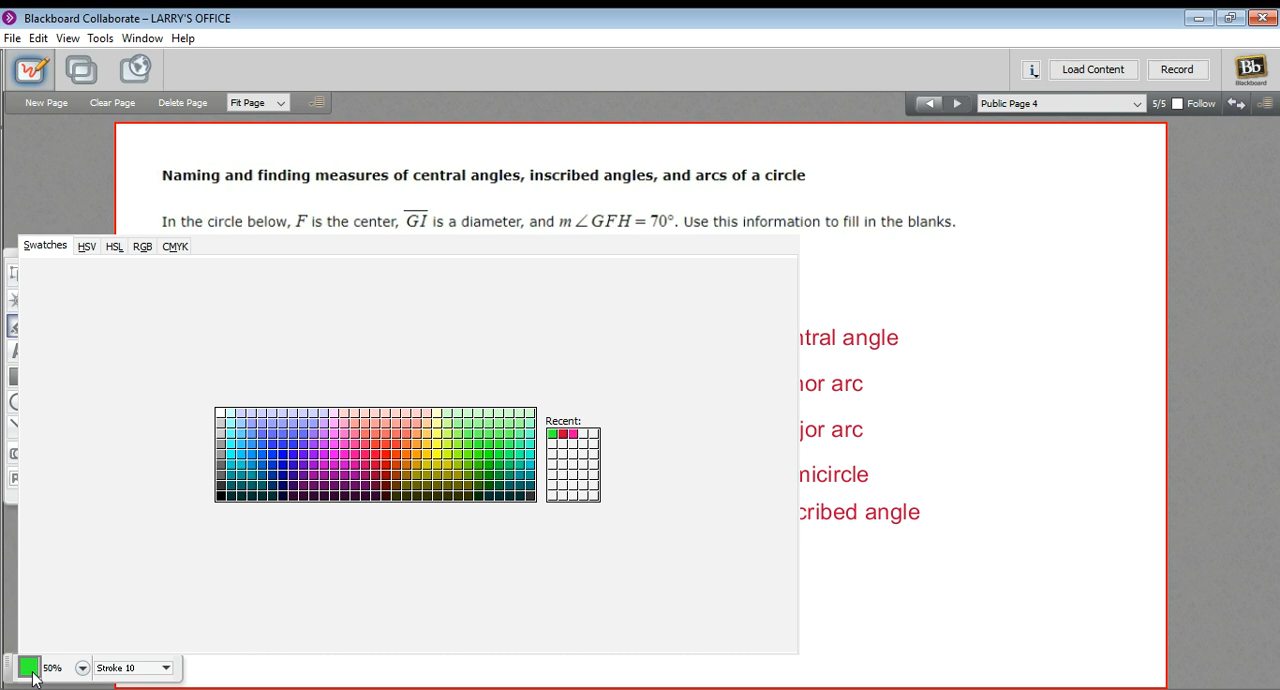 Blackboard Collaborate – LARRY'S OFFICE
File Edit View Tools Window Help
i Load Content Record Bb
Blackboard
New Page Clear Page Delete Page Fit Page Public Page 4 5/5 Follow
Naming and finding measures of central angles, inscribed angles, and arcs of a circle
In the circle below, F is the center, \overline{GI} is a diameter, and m∠GFH = 70°. Use this information to fill in the blanks.
Swatches HSV HSL RGB CMYK
ntral angle
nor arc
jor arc
Recent:
micircle
cribed angle
50% Stroke 10